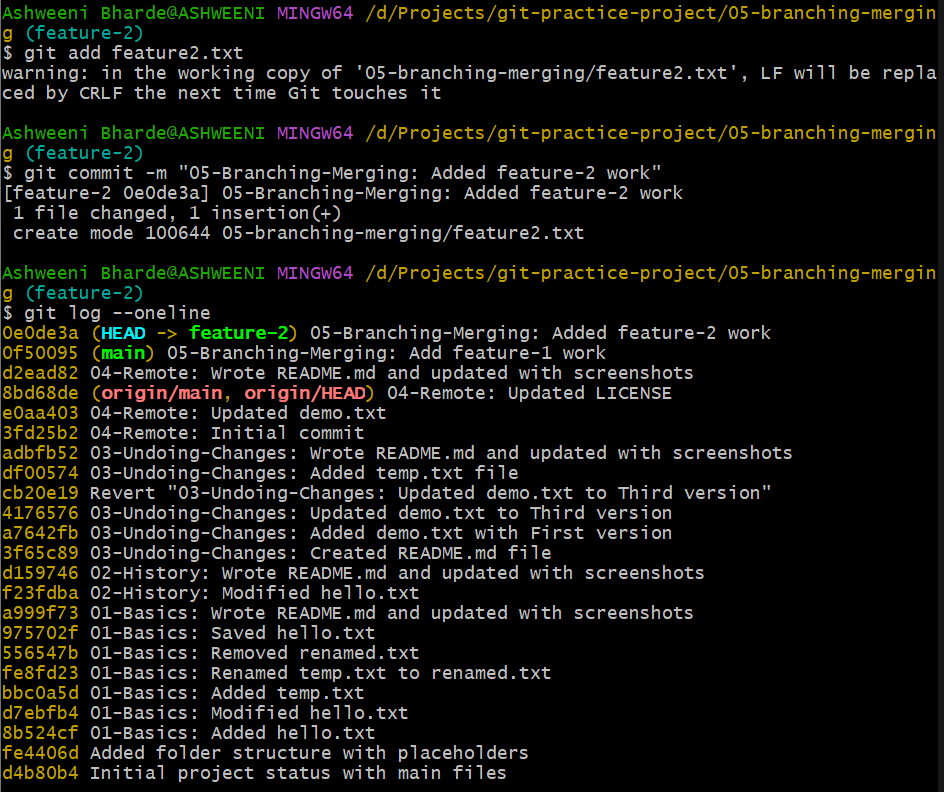 Ashweeni Bharde@ASHWEENI MINGW64 /d/Projects/git-practice-project/05-branching-mergin
g (feature-2)
$ git add feature2.txt
warning: in the working copy of '05-branching-merging/feature2.txt', LF will be repla
ced by CRLF the next time Git touches it
Ashweeni Bharde@ASHWEENI MINGW64 /d/Projects/git-practice-project/05-branching-mergin
g (feature-2)
$ git commit -m "05-Branching-Merging: Added feature-2 work"
[feature-2 0e0de3a] 05-Branching-Merging: Added feature-2 work
 1 file changed, 1 insertion(+)
 create mode 100644 05-branching-merging/feature2.txt
Ashweeni Bharde@ASHWEENI MINGW64 /d/Projects/git-practice-project/05-branching-mergin
g (feature-2)
$ git log --oneline
0e0de3a (HEAD -> feature-2) 05-Branching-Merging: Added feature-2 work
0f50095 (main) 05-Branching-Merging: Add feature-1 work
d2ead82 04-Remote: Wrote README.md and updated with screenshots
8bd68de (origin/main, origin/HEAD) 04-Remote: Updated LICENSE
e0aa403 04-Remote: Updated demo.txt
3fd25b2 04-Remote: Initial commit
adbfb52 03-Undoing-Changes: Wrote README.md and updated with screenshots
df00574 03-Undoing-Changes: Added temp.txt file
cb20e19 Revert "03-Undoing-Changes: Updated demo.txt to Third version"
4176576 03-Undoing-Changes: Updated demo.txt to Third version
a7642fb 03-Undoing-Changes: Added demo.txt with First version
3f65c89 03-Undoing-Changes: Created README.md file
d159746 02-History: Wrote README.md and updated with screenshots
f23fdba 02-History: Modified hello.txt
a999f73 01-Basics: Wrote README.md and updated with screenshots
975702f 01-Basics: Saved hello.txt
556547b 01-Basics: Removed renamed.txt
fe8fd23 01-Basics: Renamed temp.txt to renamed.txt
bbc0a5d 01-Basics: Added temp.txt
d7ebfb4 01-Basics: Modified hello.txt
8b524cf 01-Basics: Added hello.txt
fe4406d Added folder structure with placeholders
d4b80b4 Initial project status with main files